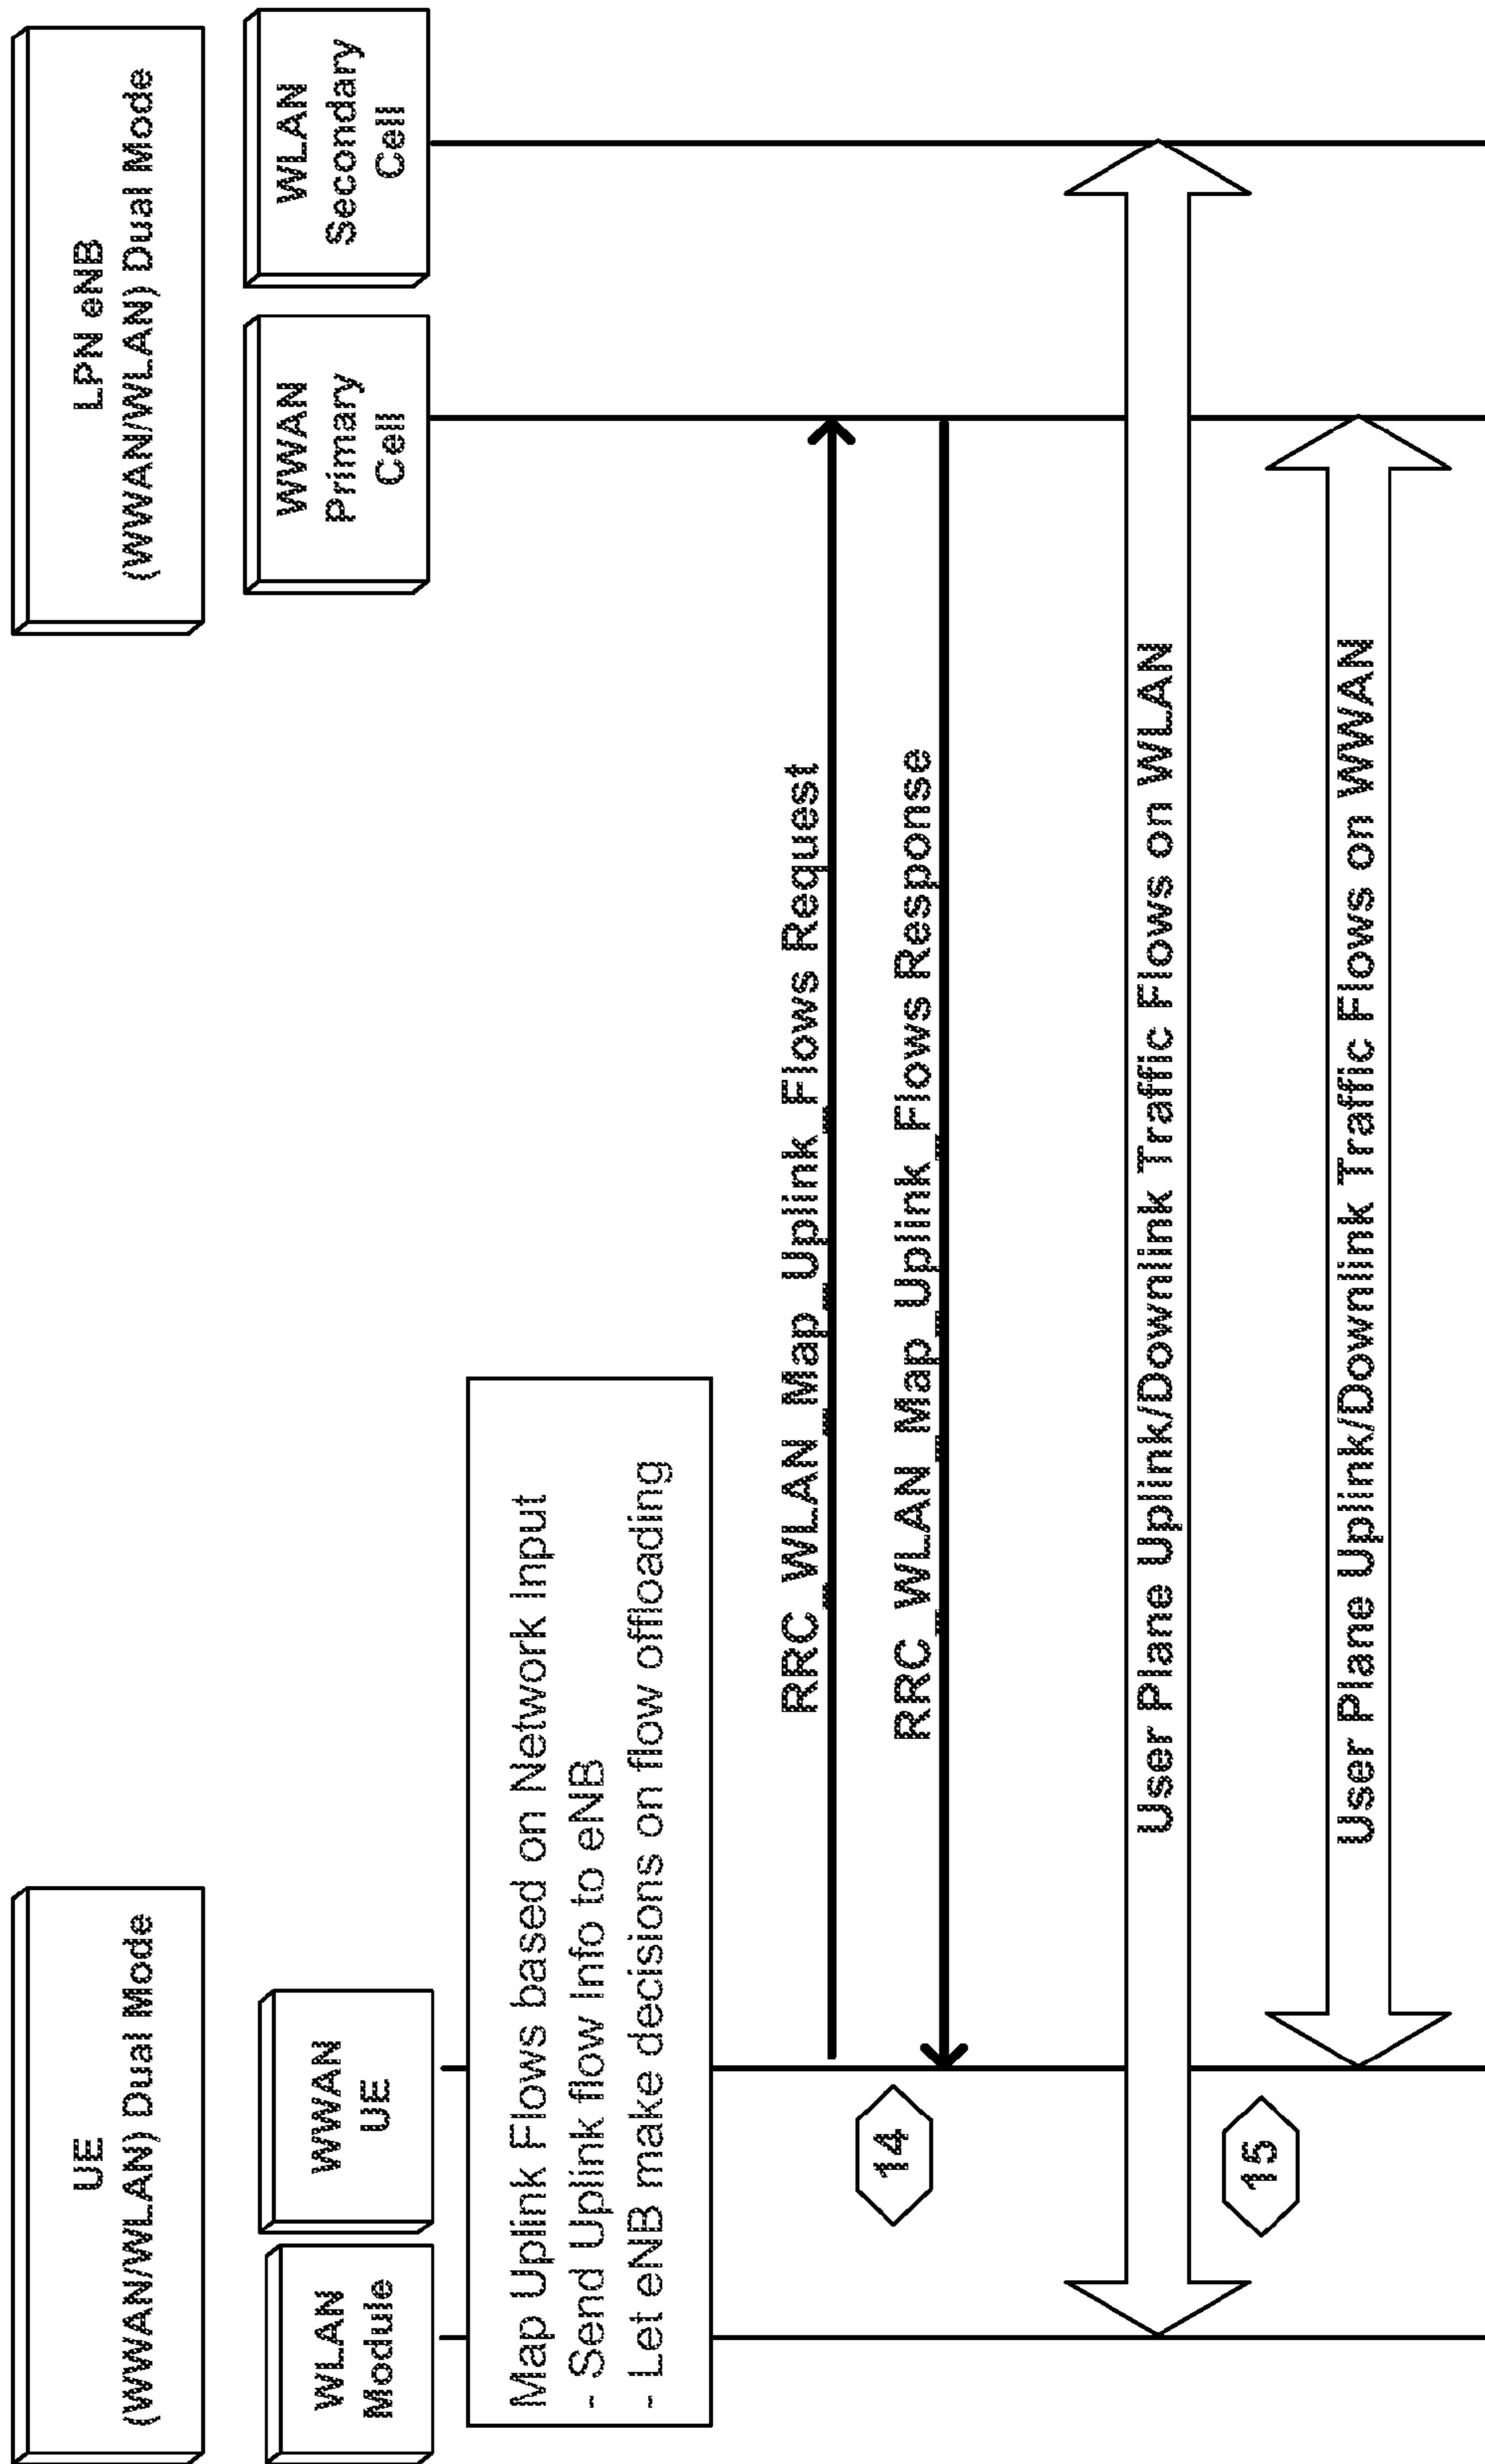 UE
(WWAN/WLAN) Dual Mode
LPN eNB
(WWAN/WLAN) Dual Mode
WLAN
Module
WWAN
UE
WWAN
Primary
Cell
WLAN
Secondary
Cell
Map Uplink Flows based on Network Input
- Send Uplink flow Info to eNB
- Let eNB make decisions on flow offloading
RRC_WLAN_Map_Uplink_Flows Request
14
RRC_WLAN_Map_Uplink_Flows Response
User Plane Uplink/Downlink Traffic Flows on WLAN
15
User Plane Uplink/Downlink Traffic Flows on WWAN